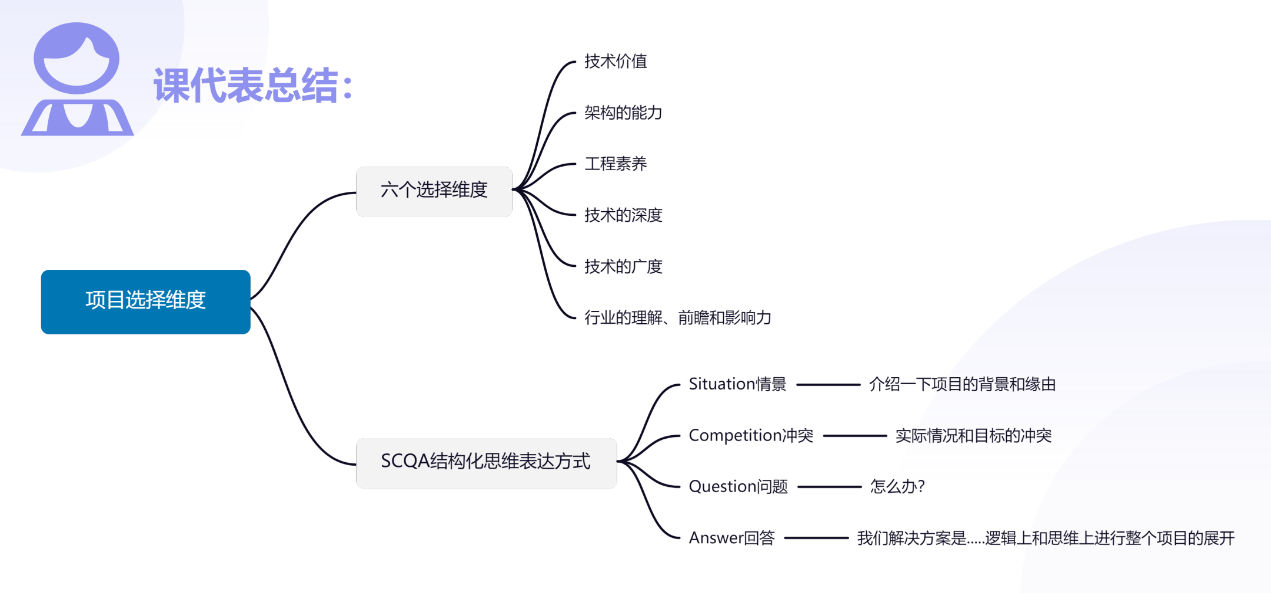 课代表总结：
项目选择维度
六个选择维度
技术价值
架构的能力
工程素养
技术的深度
技术的广度
行业的理解、前瞻和影响力
SCQA结构化思维表达方式
Situation情景
介绍一下项目的背景和缘由
Competition冲突
实际情况和目标的冲突
Question问题
怎么办?
Answer回答
我们解决方案是.....逻辑上和思维上进行整个项目的展开